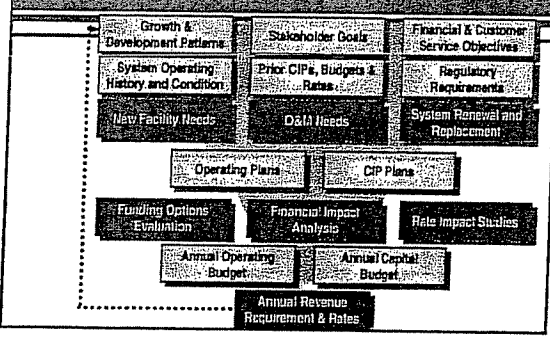 Growth &
Development Patterns
Stakeholder Goals
Financial & Customer
Service Objectives
System Operating
History and Condition
Prior CIPs, Budgets &
Rates
Regulatory
Requirements
New Facility Needs
O&M Needs
System Renewal and
Replacement
Operating Plans
CIP Plans
Funding Options
Evaluation
Financial Impact
Analysis
Rate Impact Studies
Annual Operating
Budget
Annual Capital
Budget
Annual Revenue
Requirement & Rates